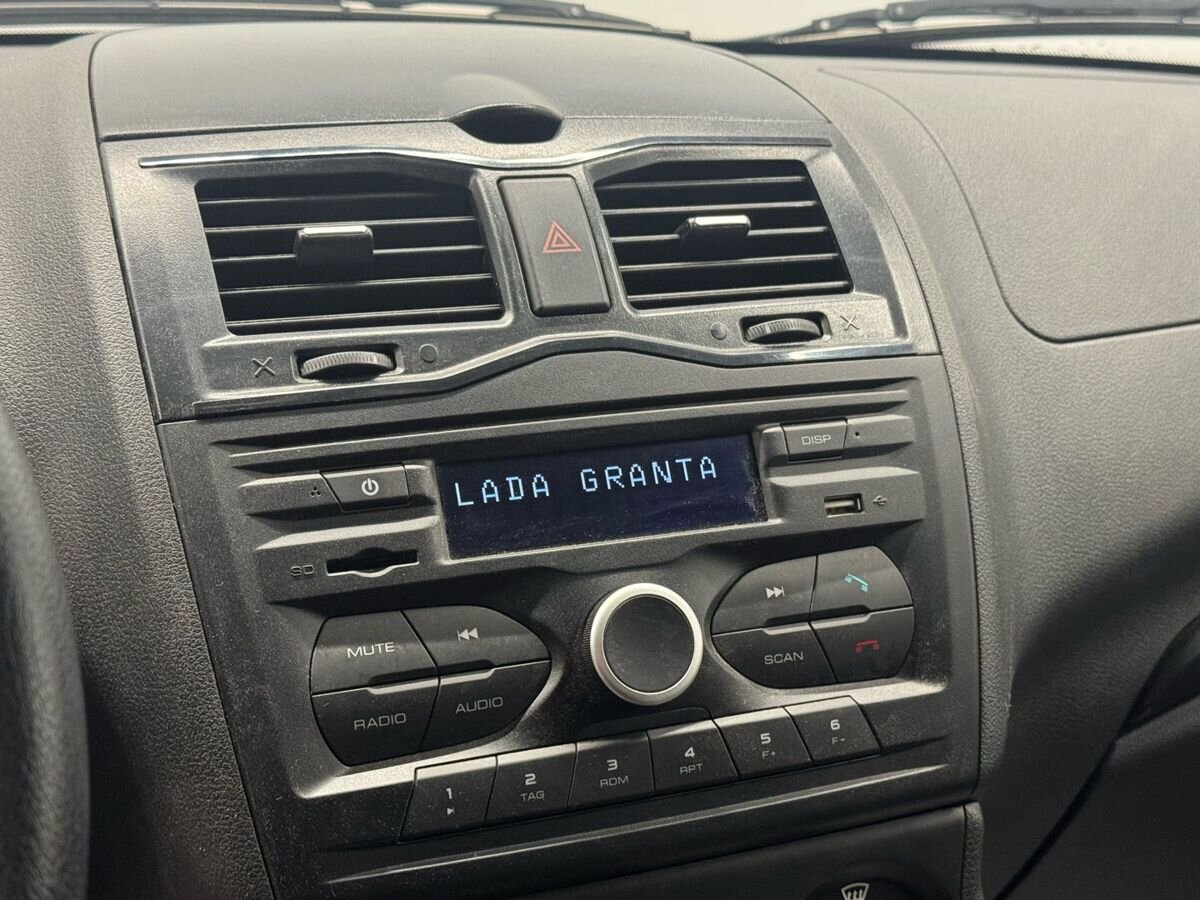 DISP
LADA GRANTA
SD
MUTE
SCAN
RADIO
AUDIO
1
2
TAG
3
RDM
4
RPT
5
F+
6
F-